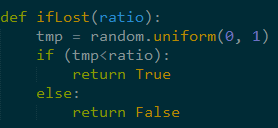 def ifLost(ratio):
    tmp = random.uniform(0, 1)
    if (tmp<ratio):
        return True
    else:
        return False